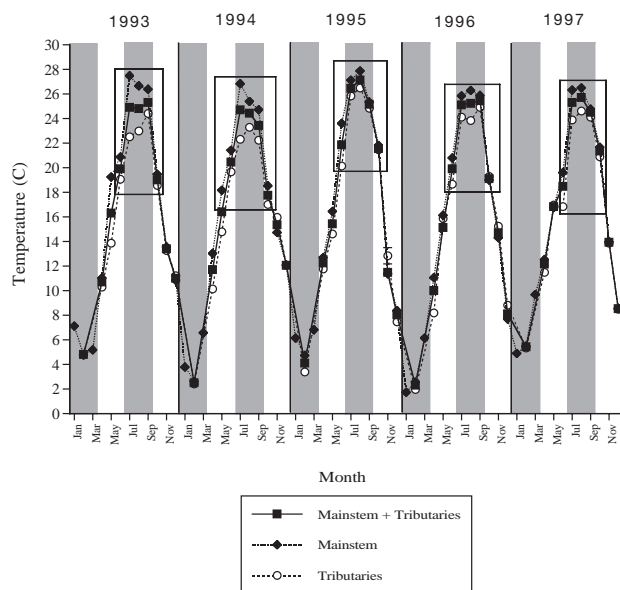 1993 1994 1995 1996 1997
30
28
26
24
22
20
18
16
14
12
10
8
6
4
2
0
Temperature (C)
Jan Mar May Jul Sep Nov Jan Mar May Jul Sep Nov Jan Mar May Jul Sep Nov Jan Mar May Jul Sep Nov Jan Mar May Jul Sep Nov
Month
Mainstem + Tributaries
Mainstem
Tributaries